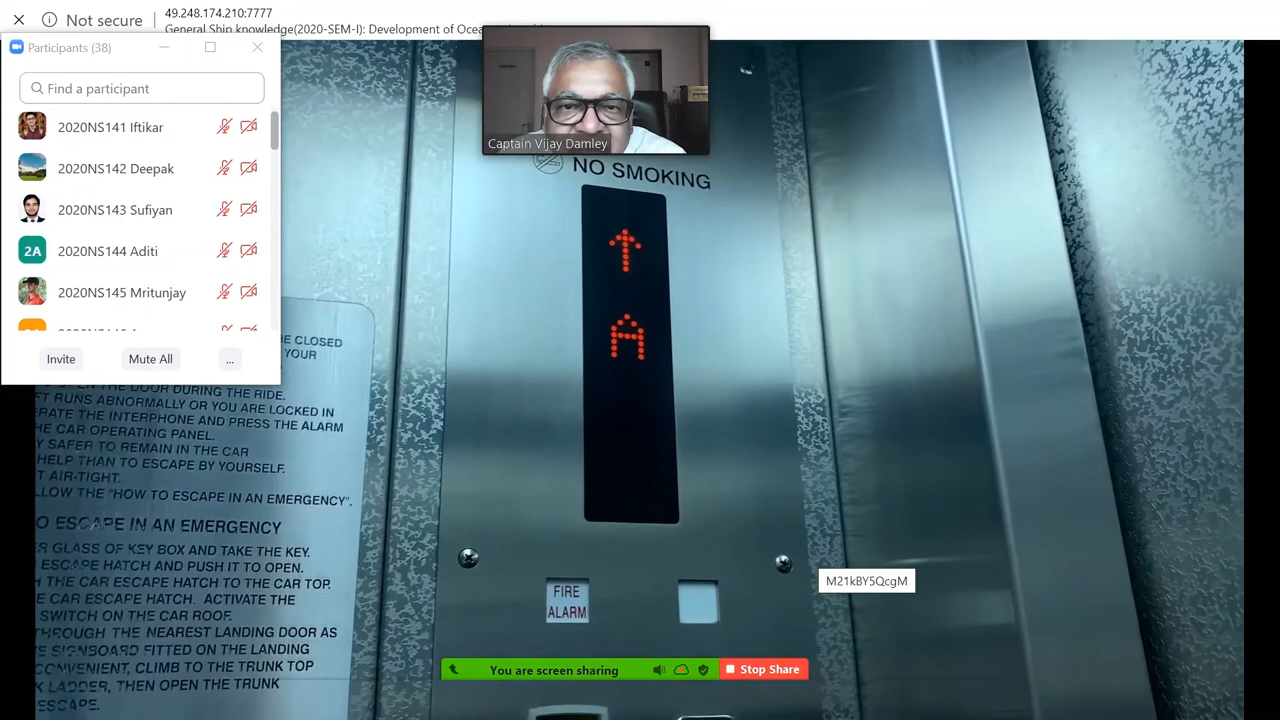 Not secure
49.248.174.210:7777
General Ship knowledge(2020-SEM-I): Development of
Participants (38)
Find a participant
2020NS141 Iftikar
2020NS142 Deepak
2020NS143 Sufiyan
2020NS144 Aditi
2020NS145 Mritunjay
Invite
Mute All
...
Captain Vijay Damley
NO SMOKING
↑
A
BE CLOSED
YOUR
THE DOOR DURING THE RIDE.
RUNS ABNORMALLY OR YOU ARE LOCKED IN
THE INTERPHONE AND PRESS THE ALARM
HE CAR OPERATING PANEL.
SAFER TO REMAIN IN THE CAR
HELP THAN TO ESCAPE BY YOURSELF.
AIR-TIGHT.
THE "HOW TO ESCAPE IN AN EMERGENCY".
O ESCAPE IN AN EMERGENCY
GLASS OF KEY BOX AND TAKE THE KEY.
ESCAPE HATCH AND PUSH IT TO OPEN.
THE CAR ESCAPE HATCH TO THE CAR TOP.
CAR ESCAPE HATCH. ACTIVATE THE
SWITCH ON THE CAR ROOF.
THROUGH THE NEAREST LANDING DOOR AS
SIGNBOARD FITTED ON THE LANDING
CONVENIENT, CLIMB TO THE TRUNK TOP
LADDER, THEN OPEN THE TRUNK
ESCAPE.
FIRE
ALARM
M21kBY5QcgM
You are screen sharing
Stop Share